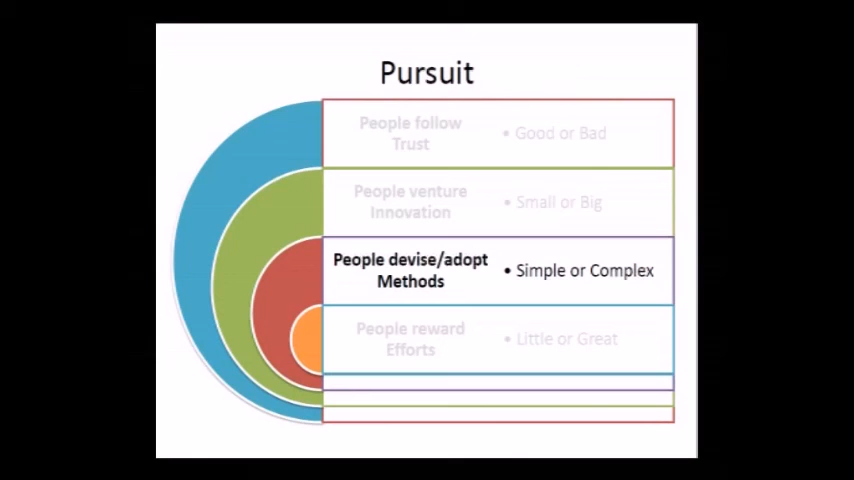 Pursuit
People follow
Trust
• Good or Bad
People venture
Innovation
• Small or Big
People devise/adopt
Methods
• Simple or Complex
People reward
Efforts
• Little or Great